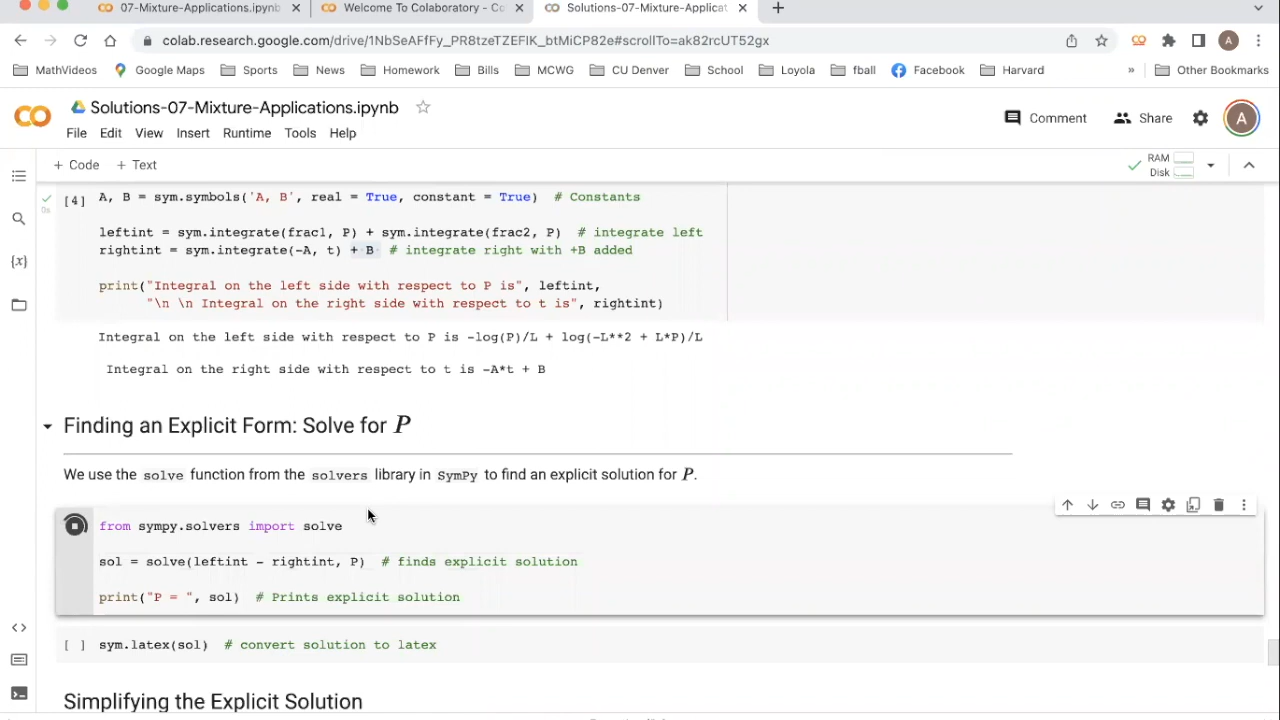 07-Mixture-Applications.ipynb
Welcome To Colaboratory - Co
Solutions-07-Mixture-Applicat
colab.research.google.com/drive/1NbSeAFfFy_PR8tzeTZEFIK_btMiCP82e#scrollTo=ak82rcUT52gx
A
MathVideos
Google Maps
Sports
News
Homework
Bills
MCWG
CU Denver
School
Loyola
fball
Facebook
Harvard
»
Other Bookmarks
Solutions-07-Mixture-Applications.ipynb
File Edit View Insert Runtime Tools Help
Comment
Share
A
+ Code + Text
RAM
Disk
[4] A, B = sym.symbols('A, B', real = True, constant = True)  # Constants
0s
leftint = sym.integrate(frac1, P) + sym.integrate(frac2, P)  # integrate left
rightint = sym.integrate(-A, t) + B  # integrate right with +B added
print("Integral on the left side with respect to P is", leftint,
"\n \n Integral on the right side with respect to t is", rightint)
Integral on the left side with respect to P is -log(P)/L + log(-L**2 + L*P)/L
Integral on the right side with respect to t is -A*t + B
{x}
Finding an Explicit Form: Solve for P
We use the solve function from the solvers library in SymPy to find an explicit solution for P.
from sympy.solvers import solve
sol = solve(leftint - rightint, P)  # finds explicit solution
print("P = ", sol)  # Prints explicit solution
[ ] sym.latex(sol)  # convert solution to latex
Simplifying the Explicit Solution